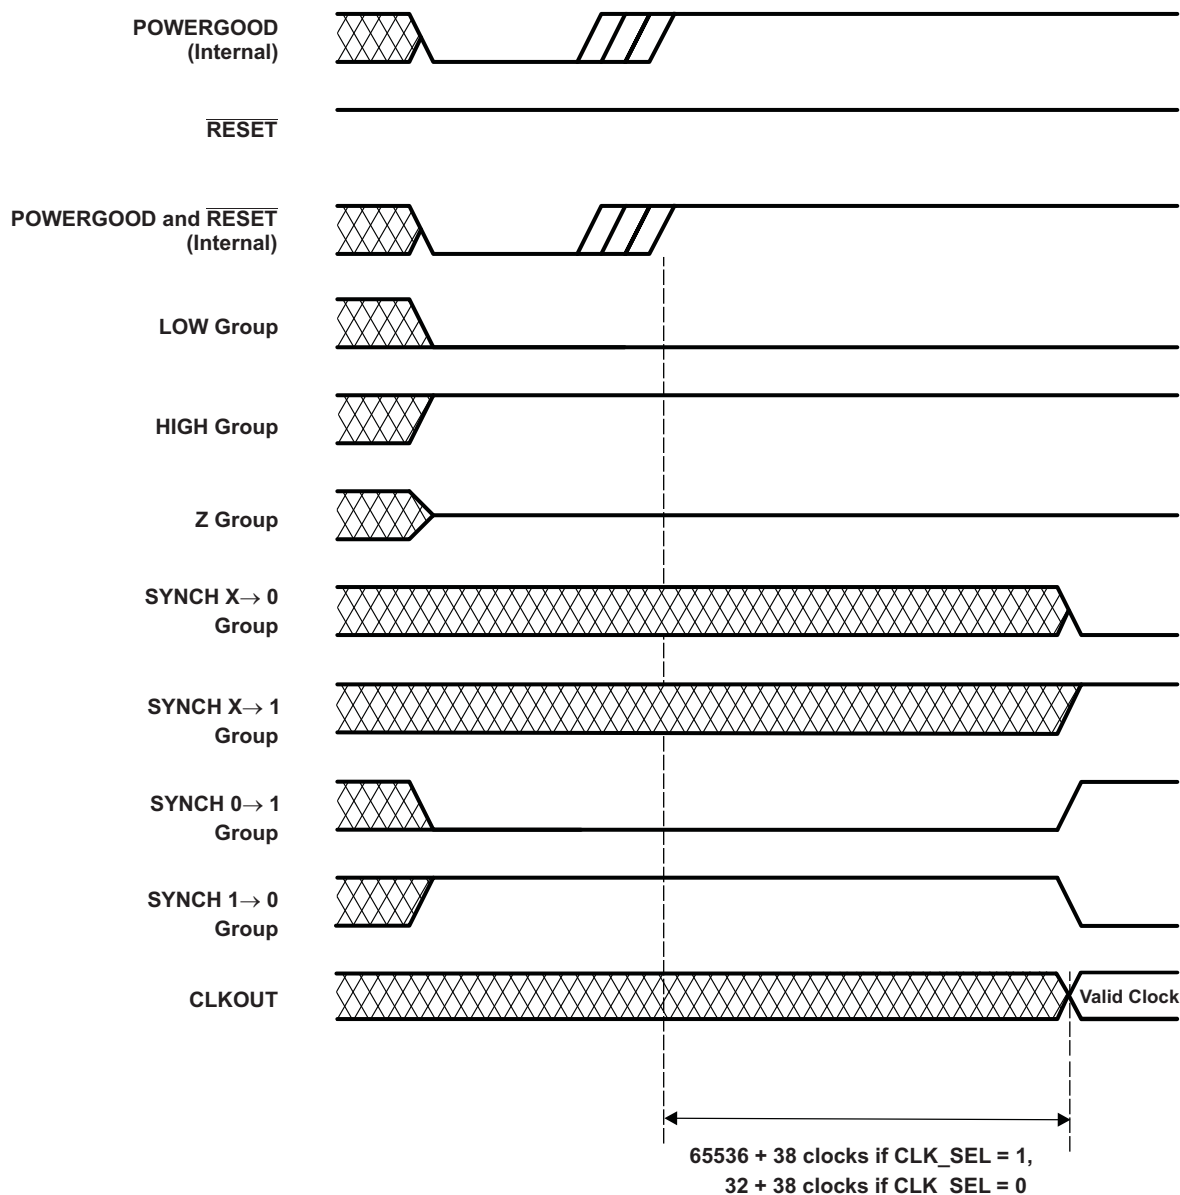 POWERGOOD
(Internal)
RESET
POWERGOOD and RESET
(Internal)
LOW Group
HIGH Group
Z Group
SYNCH X→ 0
Group
SYNCH X→ 1
Group
SYNCH 0→ 1
Group
SYNCH 1→ 0
Group
CLKOUT
Valid Clock
65536 + 38 clocks if CLK_SEL = 1,
32 + 38 clocks if CLK_SEL = 0